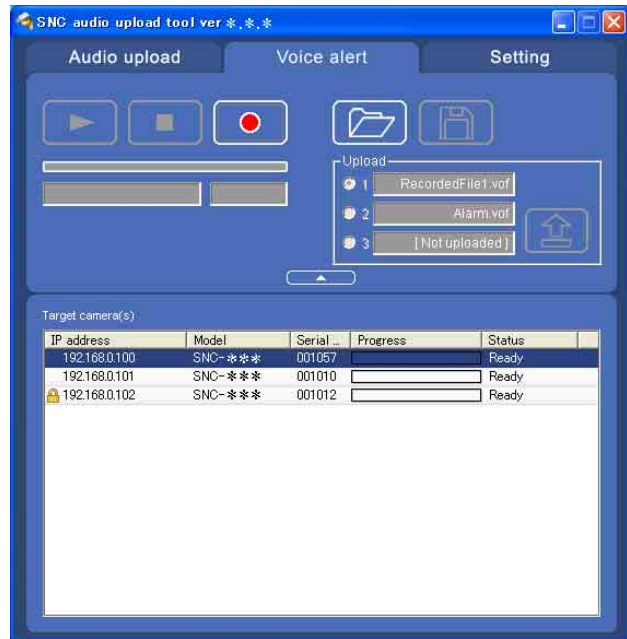 SNC audio upload tool ver *.*.*
Audio upload
Voice alert
Setting
Upload
1 RecordedFile1.vof
2 Alarm.vof
3 [ Not uploaded ]
Target camera(s)
IP address Model Serial ... Progress Status
192.168.0.100 SNC-*** 001057 Ready
192.168.0.101 SNC-*** 001010 Ready
192.168.0.102 SNC-*** 001012 Ready